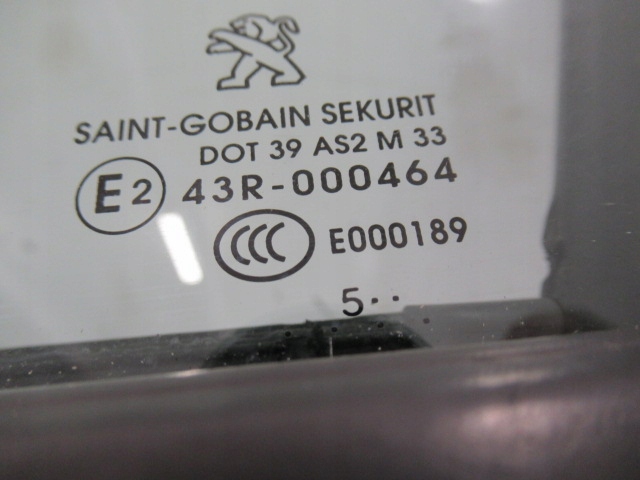 SAINT-GOBAIN SEKURIT
DOT 39 AS2 M 33
E2 43R-000464
CCC E000189
5··